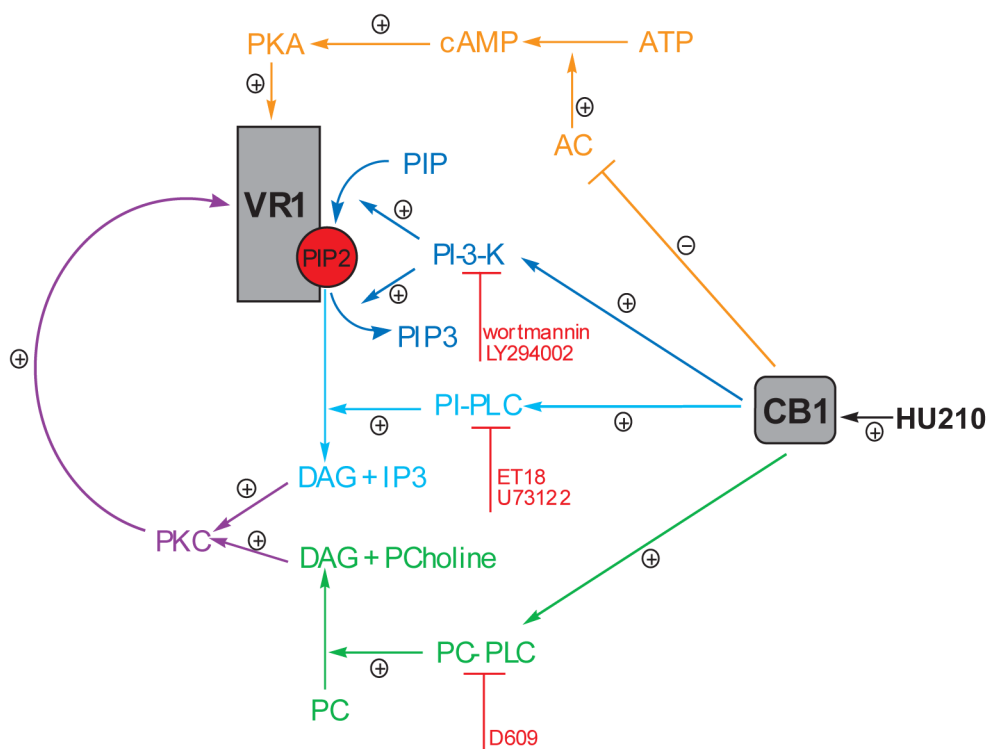 PKA
cAMP
ATP
AC
VR1
PIP
PIP2
PI-3-K
PIP3
wortmannin
LY294002
CB1
HU210
PI-PLC
ET18
U73122
DAG + IP3
PKC
DAG + PCholine
PC-PLC
PC
D609